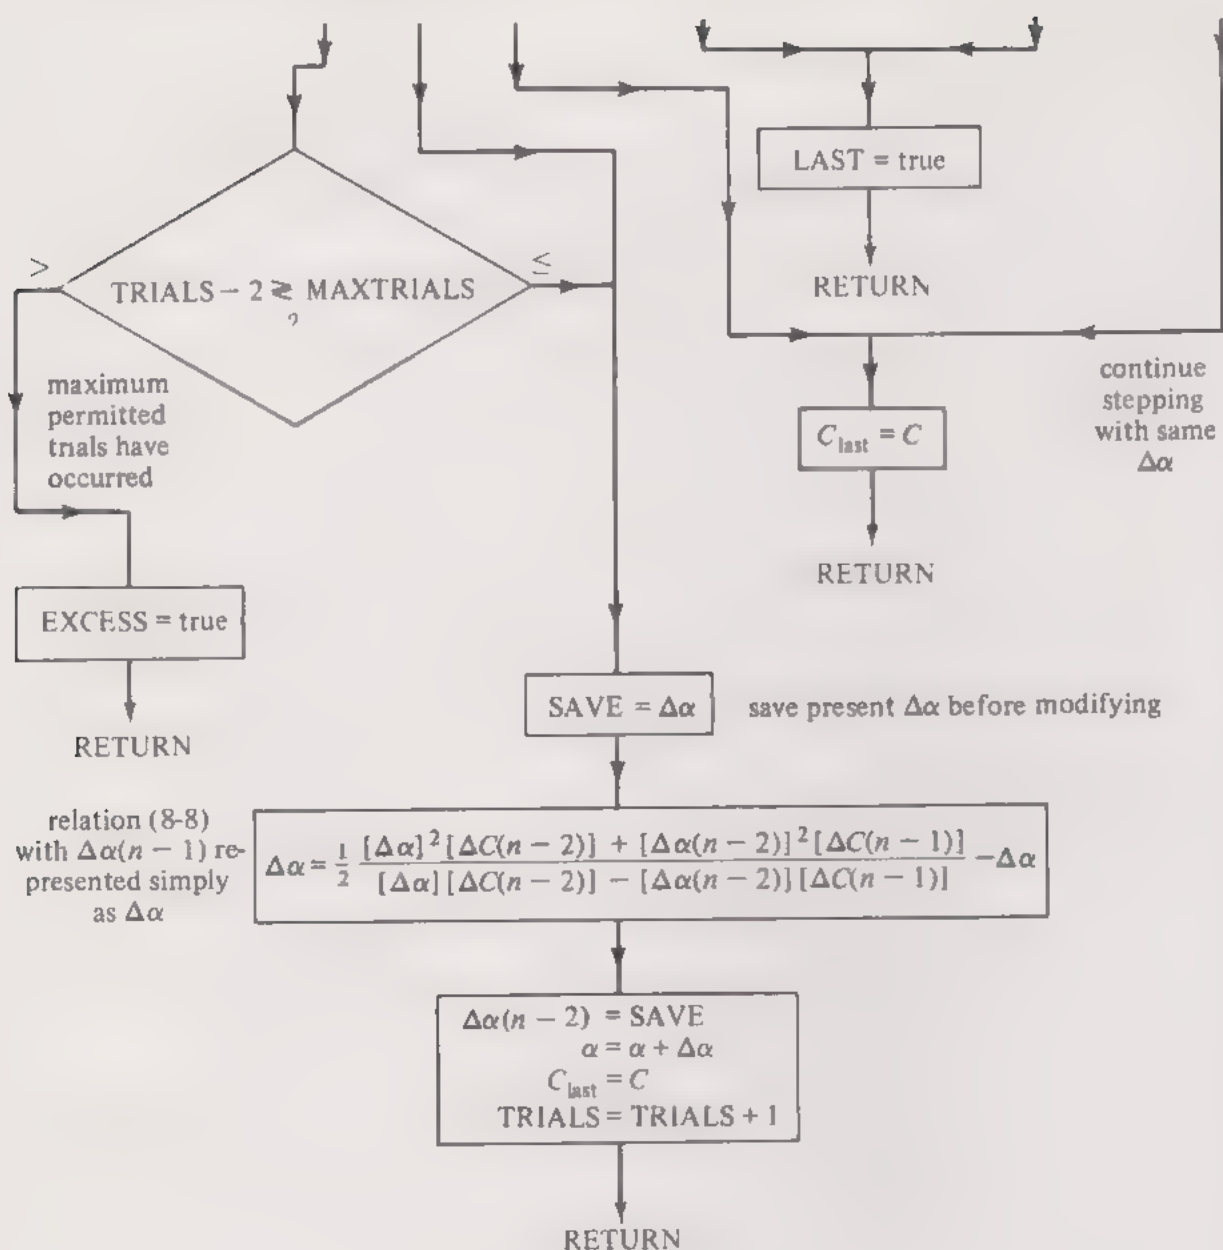 LAST = true
RETURN
>
TRIALS − 2 ≷ MAXTRIALS
?
≤
maximum
permitted
trials have
occurred
continue
stepping
with same
Δα
C_last = C
RETURN
EXCESS = true
RETURN
SAVE = Δα
save present Δα before modifying
relation (8-8)
with Δα(n − 1) re-
presented simply
as Δα
Δα = 1/2 [Δα]² [ΔC(n − 2)] + [Δα(n − 2)]² [ΔC(n − 1)] / [Δα] [ΔC(n − 2)] − [Δα(n − 2)] [ΔC(n − 1)] − Δα
Δα(n − 2) = SAVE
α = α + Δα
C_last = C
TRIALS = TRIALS + 1
RETURN